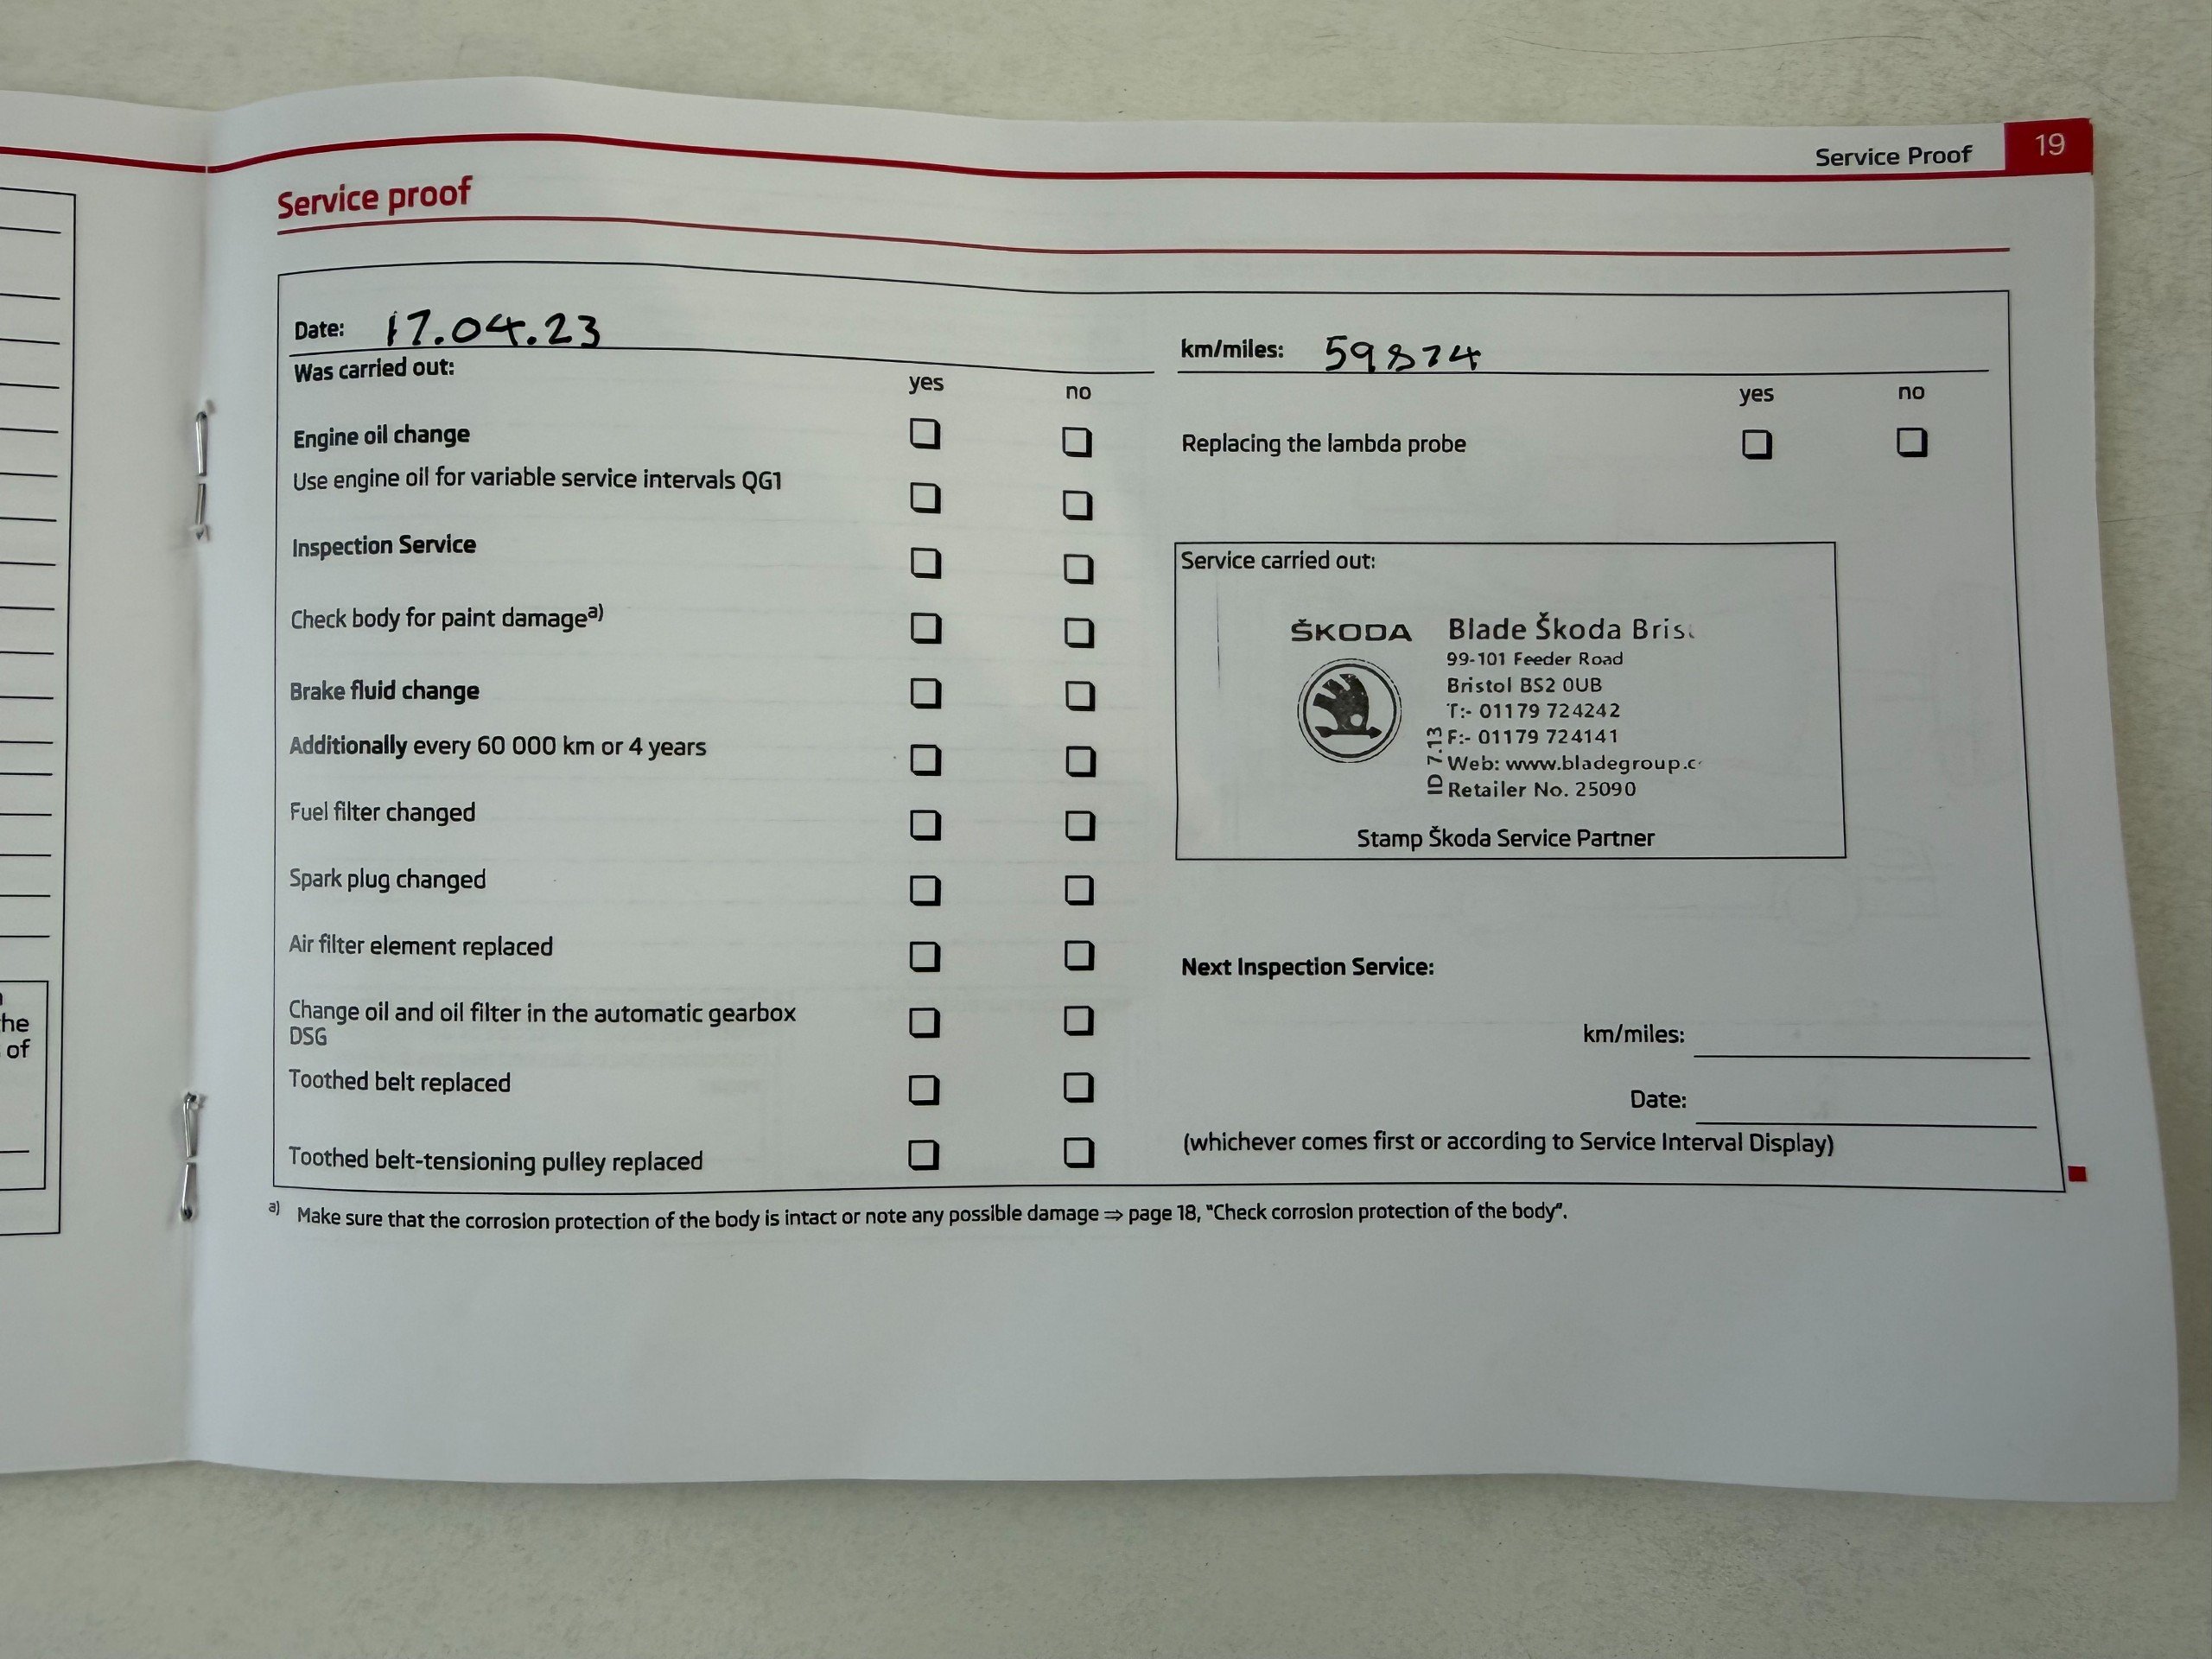 Service Proof 19
Service proof
Date: 17.04.23
Was carried out:
yes no
Engine oil change
Use engine oil for variable service intervals QG1
Inspection Service
Check body for paint damage a)
Brake fluid change
Additionally every 60 000 km or 4 years
Fuel filter changed
Spark plug changed
Air filter element replaced
Change oil and oil filter in the automatic gearbox
DSG
Toothed belt replaced
Toothed belt-tensioning pulley replaced
km/miles: 59874
yes no
Replacing the lambda probe
Service carried out:
ŠKODA
Blade Škoda Bris
99-101 Feeder Road
Bristol BS2 0UB
T:- 01179 724242
F:- 01179 724141
Web: www.bladegroup.c
Retailer No. 25090
ID 7.13
Stamp Škoda Service Partner
Next Inspection Service:
km/miles:
Date:
(whichever comes first or according to Service Interval Display)
a) Make sure that the corrosion protection of the body is intact or note any possible damage ⇒ page 18, "Check corrosion protection of the body".
he
of